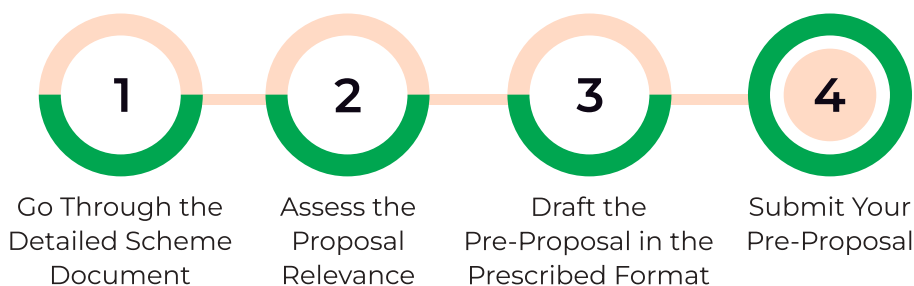 1
Go Through the
Detailed Scheme
Document
2
Assess the
Proposal
Relevance
3
Draft the
Pre-Proposal in the
Prescribed Format
4
Submit Your
Pre-Proposal